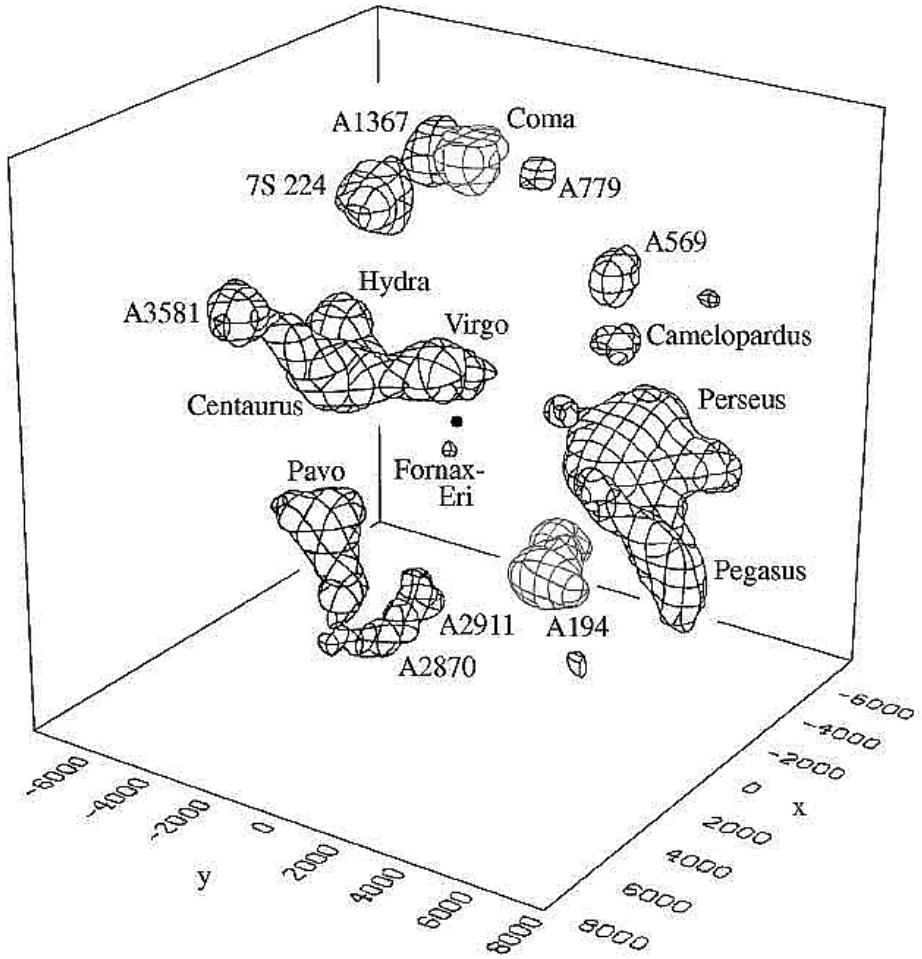 Coma
A1367
7S 224
A779
A569
Hydra
A3581
Virgo
Camelopardus
Centaurus
Perseus
Pavo
Fornax-
Eri
Pegasus
A2911
A194
A2870
-6000
-4000
-2000
0
2000
4000
6000
8000
y
-6000
-4000
-2000
0
2000
4000
6000
8000
x